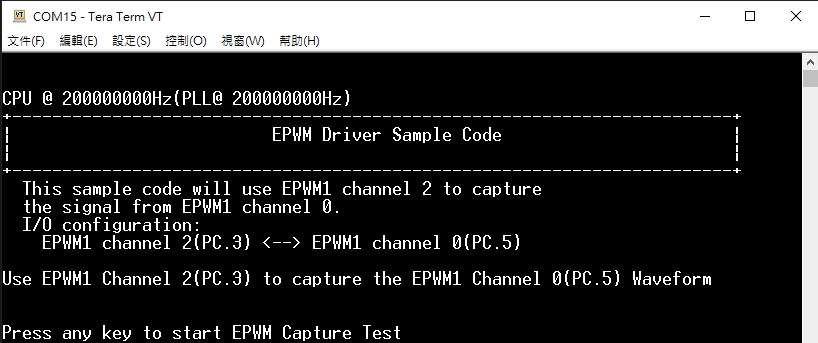 COM15 - Tera Term VT
文件(F) 編輯(E) 設定(S) 控制(O) 視窗(W) 幫助(H)
CPU @ 200000000Hz(PLL@ 200000000Hz)
EPWM Driver Sample Code
This sample code will use EPWM1 channel 2 to capture
the signal from EPWM1 channel 0.
I/O configuration:
EPWM1 channel 2(PC.3) <--> EPWM1 channel 0(PC.5)
Use EPWM1 Channel 2(PC.3) to capture the EPWM1 Channel 0(PC.5) Waveform
Press any key to start EPWM Capture Test